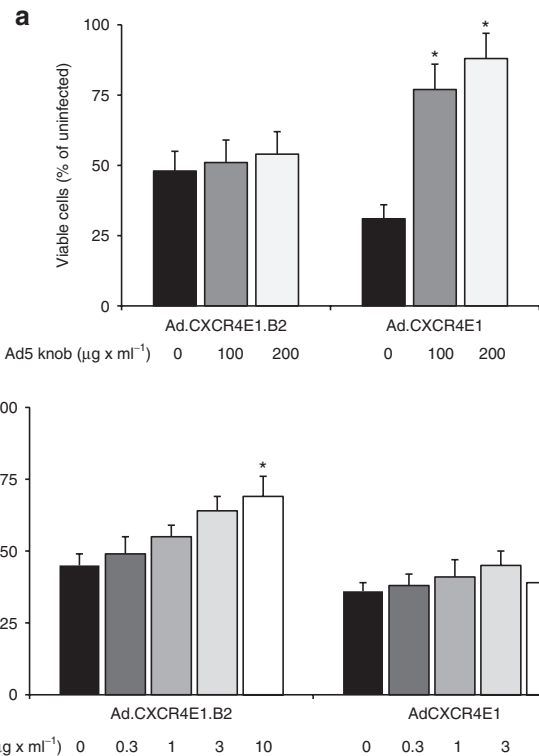 a
100
75
50
25
0
Viable cells (% of uninfected)
* *
Ad.CXCR4E1.B2 Ad.CXCR4E1
Ad5 knob (μg x ml⁻¹) 0 100 200 0 100 200
00
75
50
25
0
*
Ad.CXCR4E1.B2 AdCXCR4E1
g x ml⁻¹) 0 0.3 1 3 10 0 0.3 1 3